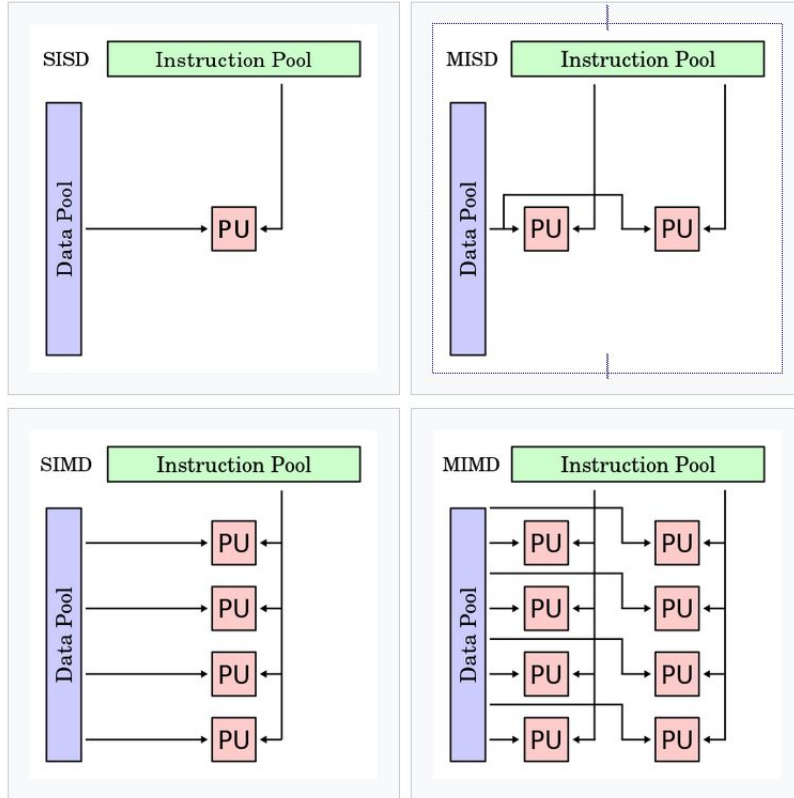 SISD Instruction Pool
Data Pool
PU
MISD Instruction Pool
Data Pool
PU PU
SIMD Instruction Pool
Data Pool
PU
PU
PU
PU
MIMD Instruction Pool
Data Pool
PU PU
PU PU
PU PU
PU PU